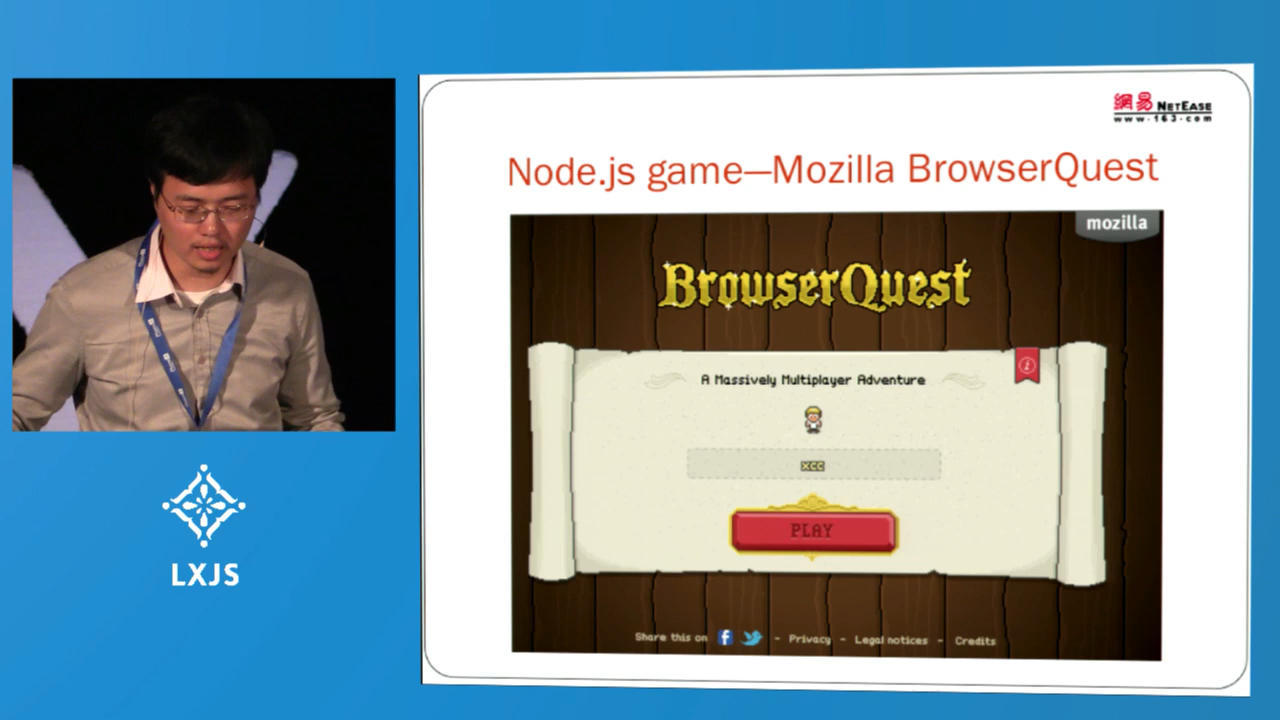 網易 NETEASE
www.163.com
Node.js game—Mozilla BrowserQuest
mozilla
BrowserQuest
A Massively Multiplayer Adventure
xcc
PLAY
Share this on - Privacy - Legal notices - Credits
LXJS